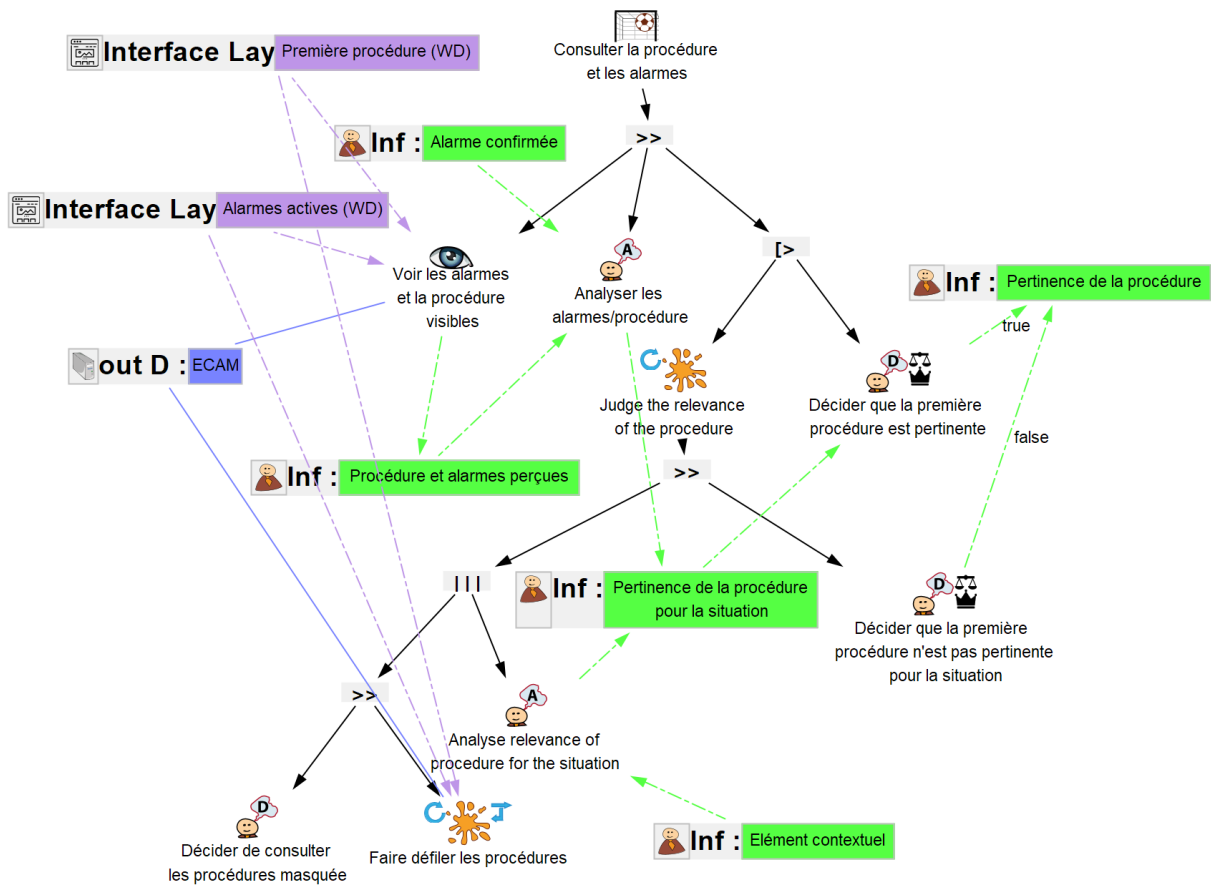 Consulter la procédure
et les alarmes
Interface Lay
Première procédure (WD)
>>
Inf :
Alarme confirmée
Interface Lay
Alarmes actives (WD)
[>
A
Voir les alarmes
et la procédure
visibles
Analyser les
alarmes/procédure
Inf :
Pertinence de la procédure
true
out D :
ECAM
D
Judge the relevance
of the procedure
Décider que la première
procédure est pertinente
false
>>
Inf :
Procédure et alarmes perçues
|||
Inf :
Pertinence de la procédure
pour la situation
D
Décider que la première
procédure n'est pas pertinente
pour la situation
>>
A
Analyse relevance of
procedure for the situation
D
Décider de consulter
les procédures masquée
Faire défiler les procédures
Inf :
Elément contextuel